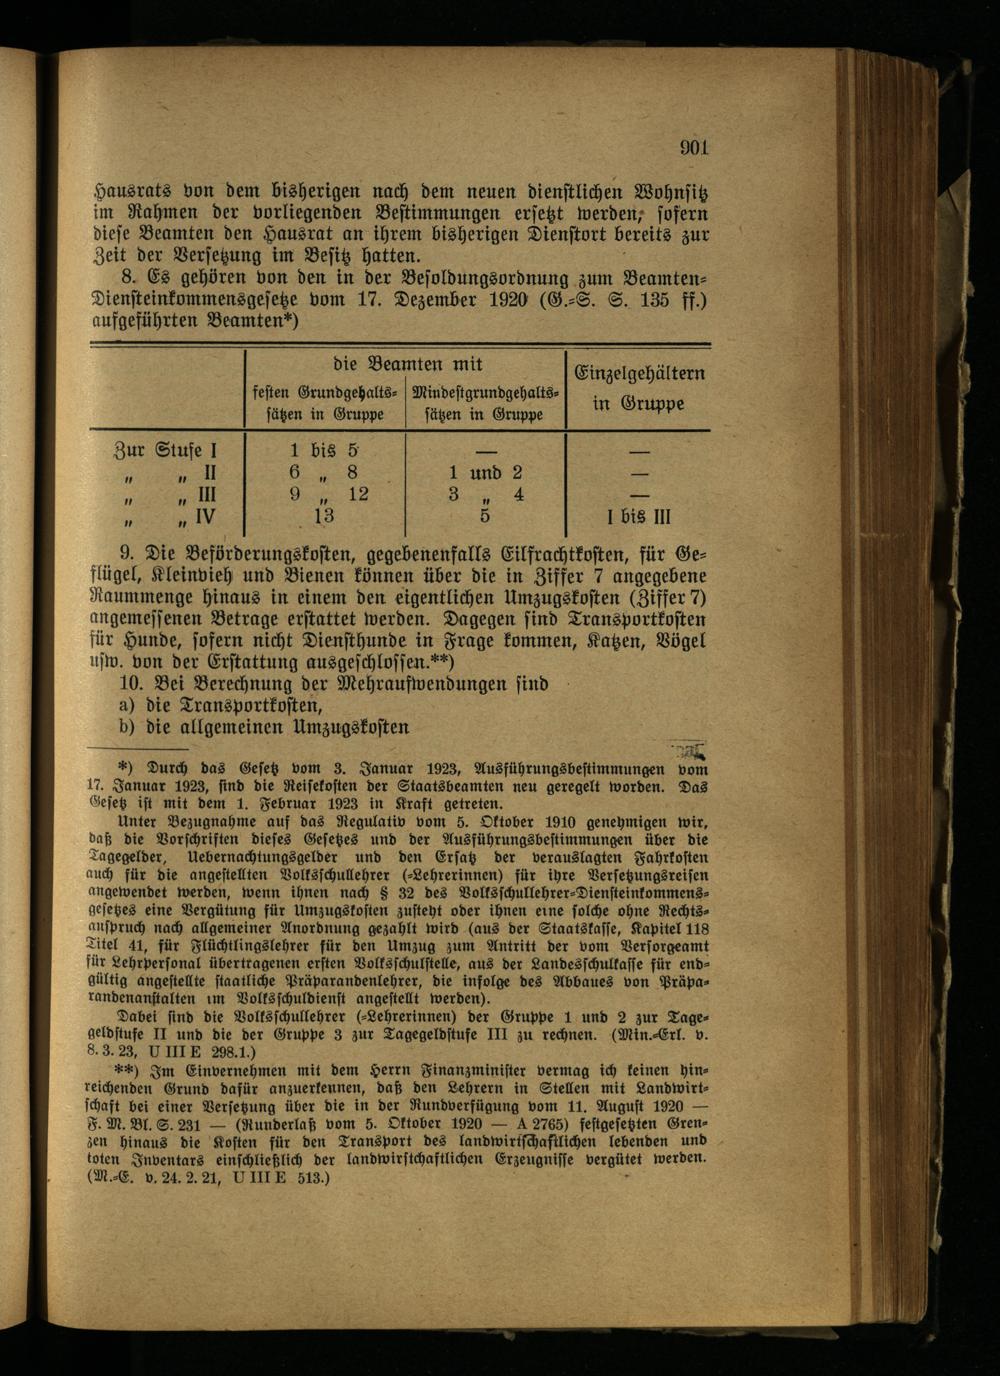 901
Hausrats von dem bisherigen nach dem neuen dienstlichen Wohnsitz
im Rahmen der vorliegenden Bestimmungen ersetzt werden, sofern
diese Beamten den Hausrat an ihrem bisherigen Dienstort bereits zur
Zeit der Versetzung im Besitz hatten.
8. Es gehören von den in der Besoldungsordnung zum Beamten-
Diensteinkommensgesetze vom 17. Dezember 1920 (G.-S. S. 135 ff.)
aufgeführten Beamten*)
die Beamten mit
Einzelgehältern
in Gruppe
festen Grundgehalts-
sätzen in Gruppe
Mindestgrundgehalts-
sätzen in Gruppe
Zur Stufe I 1 bis 5 — —
„ „ II 6 „ 8 1 und 2 —
„ „ III 9 „ 12 3 „ 4 —
„ „ IV 13 5 I bis III
9. Die Beförderungskosten, gegebenenfalls Eilfrachtkosten, für Ge-
flügel, Kleinvieh und Bienen können über die in Ziffer 7 angegebene
Raummenge hinaus in einem den eigentlichen Umzugskosten (Ziffer 7)
angemessenen Betrage erstattet werden. Dagegen sind Transportkosten
für Hunde, sofern nicht Diensthunde in Frage kommen, Katzen, Vögel
usw. von der Erstattung ausgeschlossen.**)
10. Bei Berechnung der Mehraufwendungen sind
a) die Transportkosten,
b) die allgemeinen Umzugskosten
*) Durch das Gesetz vom 3. Januar 1923, Ausführungsbestimmungen vom
17. Januar 1923, sind die Reisekosten der Staatsbeamten neu geregelt worden. Das
Gesetz ist mit dem 1. Februar 1923 in Kraft getreten.
Unter Bezugnahme auf das Regulativ vom 5. Oktober 1910 genehmigen wir,
daß die Vorschriften dieses Gesetzes und der Ausführungsbestimmungen über die
Tagegelder, Uebernachtungsgelder und den Ersatz der verauslagten Fahrkosten
auch für die angestellten Volksschullehrer (-Lehrerinnen) für ihre Versetzungsreisen
angewendet werden, wenn ihnen nach § 32 des Volksschullehrer-Diensteinkommens-
gesetzes eine Vergütung für Umzugskosten zusteht oder ihnen eine solche ohne Rechts-
anspruch nach allgemeiner Anordnung gezahlt wird (aus der Staatskasse, Kapitel 118
Titel 41, für Flüchtlingslehrer für den Umzug zum Antritt der vom Versorgeamt
für Lehrpersonal übertragenen ersten Volksschulstelle, aus der Landesschulkasse für end-
gültig angestellte staatliche Präparandenlehrer, die infolge des Abbaues von Präpa-
randenanstalten im Volksschuldienst angestellt werden).
Dabei sind die Volksschullehrer (-Lehrerinnen) der Gruppe 1 und 2 zur Tage-
geldstufe II und die der Gruppe 3 zur Tagegeldstufe III zu rechnen. (Min.-Erl. v.
8. 3. 23, U III E 298.1.)
**) Im Einvernehmen mit dem Herrn Finanzminister vermag ich keinen hin-
reichenden Grund dafür anzuerkennen, daß den Lehrern in Stellen mit Landwirt-
schaft bei einer Versetzung über die in der Rundverfügung vom 11. August 1920 —
F. M. Bl. S. 231 — (Runderlaß vom 5. Oktober 1920 — A 2765) festgesetzten Gren-
zen hinaus die Kosten für den Transport des landwirtschaftlichen lebenden und
toten Inventars einschließlich der landwirtschaftlichen Erzeugnisse vergütet werden.
(M.-E. v. 24. 2. 21, U III E 513.)